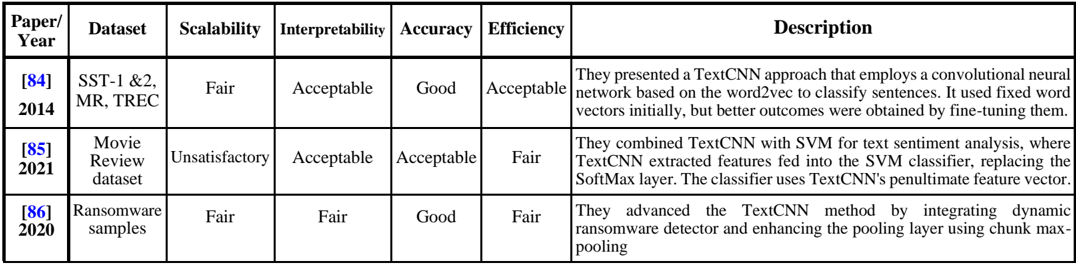 Paper/
Year
Dataset
Scalability
Interpretability
Accuracy
Efficiency
Description
[84]
2014
SST-1 &2,
MR, TREC
Fair
Acceptable
Good
Acceptable
They presented a TextCNN approach that employs a convolutional neural
network based on the word2vec to classify sentences. It used fixed word
vectors initially, but better outcomes were obtained by fine-tuning them.
[85]
2021
Movie
Review
dataset
Unsatisfactory
Acceptable
Acceptable
Fair
They combined TextCNN with SVM for text sentiment analysis, where
TextCNN extracted features fed into the SVM classifier, replacing the
SoftMax layer. The classifier uses TextCNN's penultimate feature vector.
[86]
2020
Ransomware
samples
Fair
Fair
Good
Fair
They advanced the TextCNN method by integrating dynamic
ransomware detector and enhancing the pooling layer using chunk max-
pooling